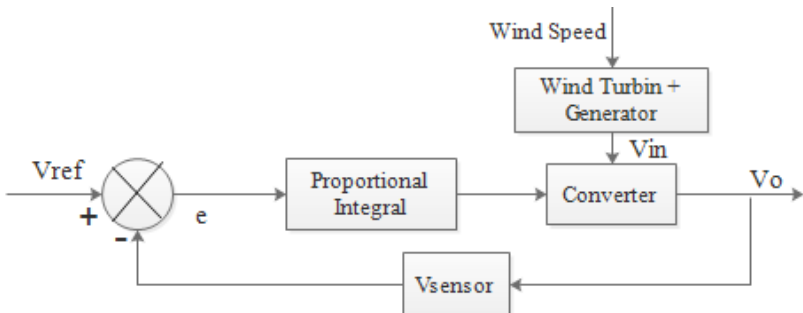 Wind Speed
Wind Turbin +
Generator
Vin
Vref
+
-
e
Proportional
Integral
Converter
Vo
Vsensor